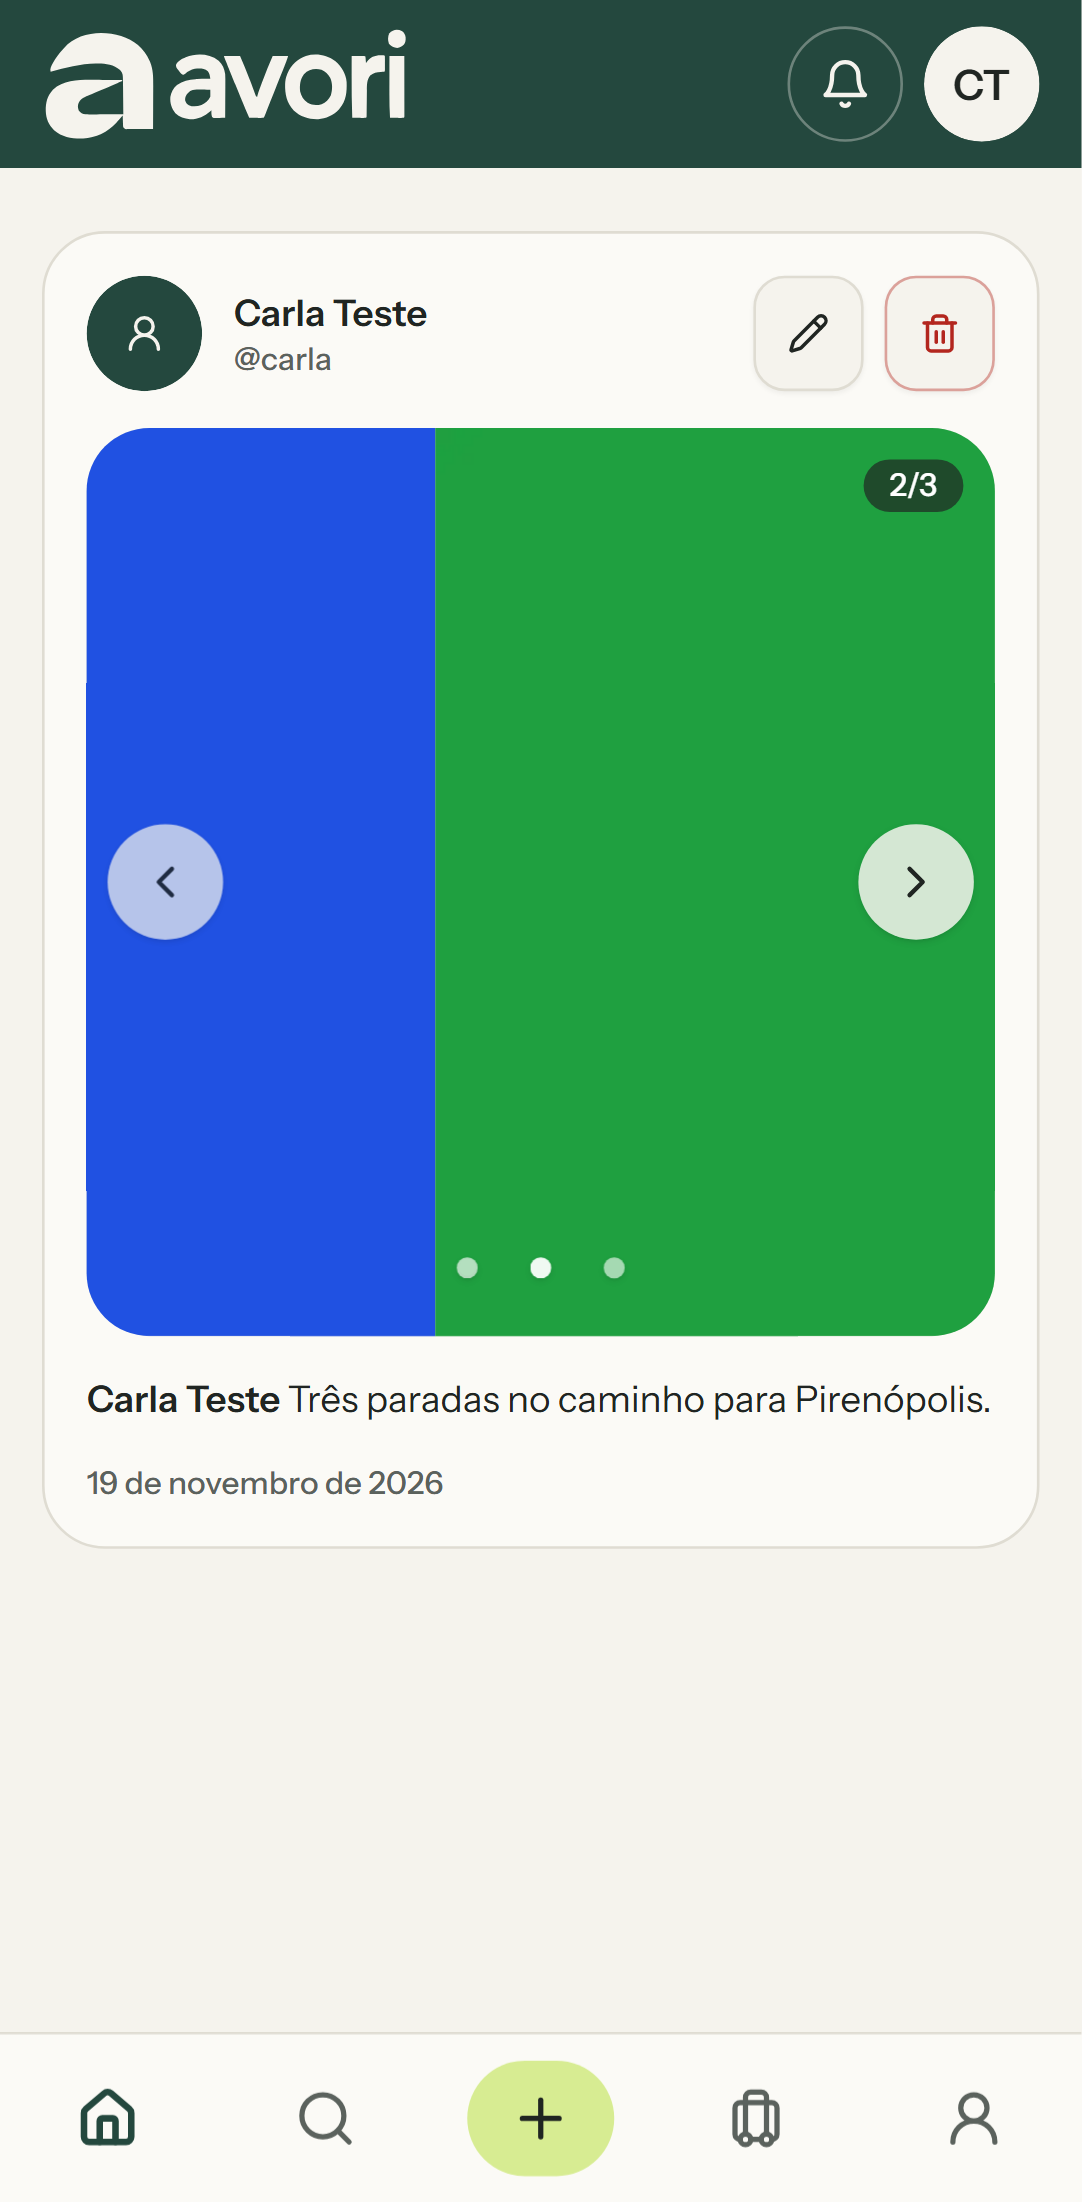 a avori
CT
Carla Teste
@carla
2/3
Carla Teste Três paradas no caminho para Pirenópolis.
19 de novembro de 2026